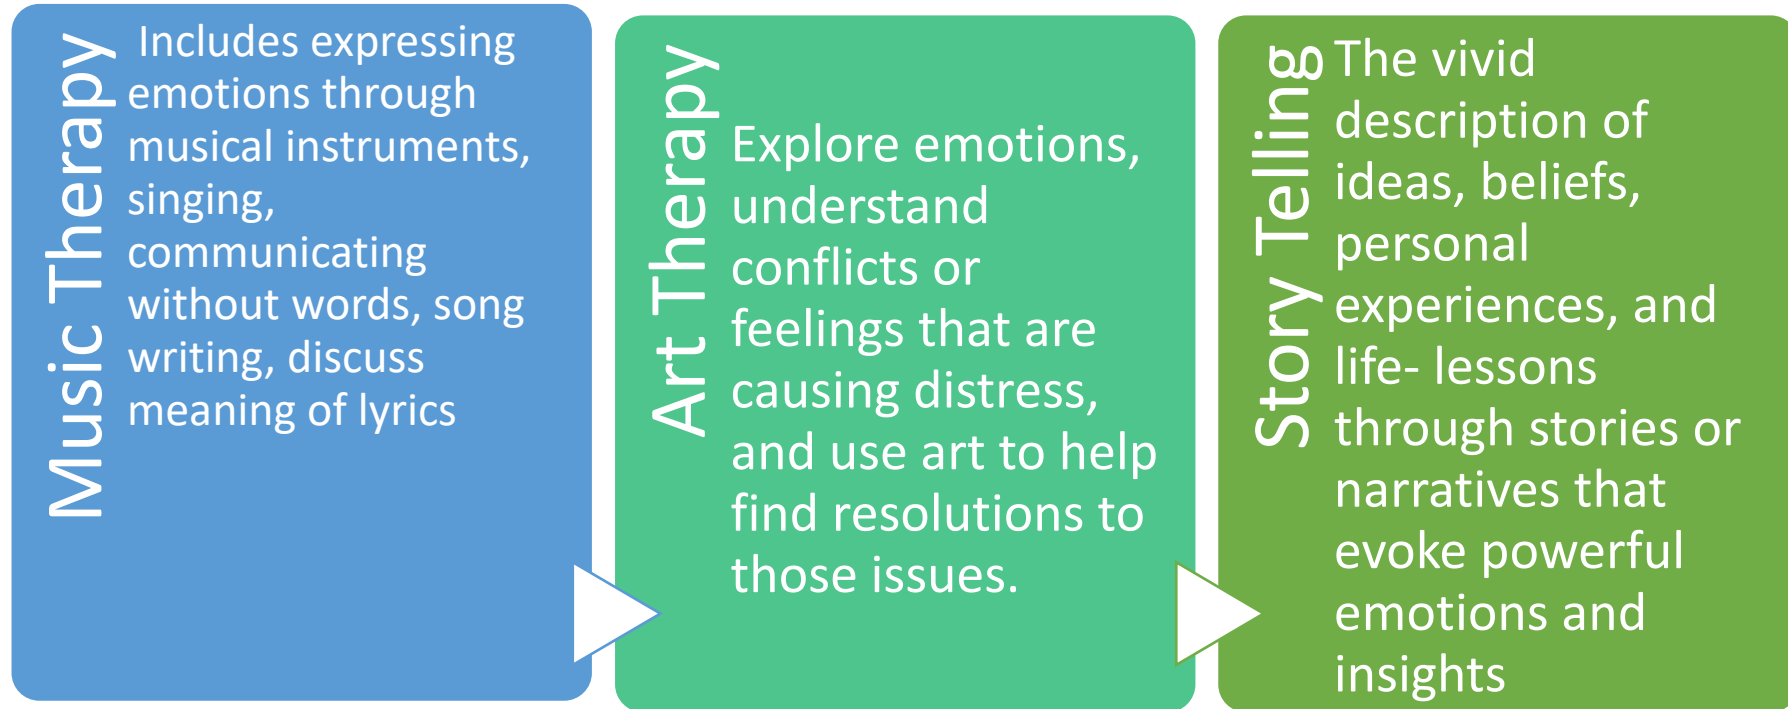 Music Therapy
Includes expressing
emotions through
musical instruments,
singing,
communicating
without words, song
writing, discuss
meaning of lyrics
Art Therapy
Explore emotions,
understand
conflicts or
feelings that are
causing distress,
and use art to help
find resolutions to
those issues.
Story Telling
The vivid
description of
ideas, beliefs,
personal
experiences, and
life- lessons
through stories or
narratives that
evoke powerful
emotions and
insights